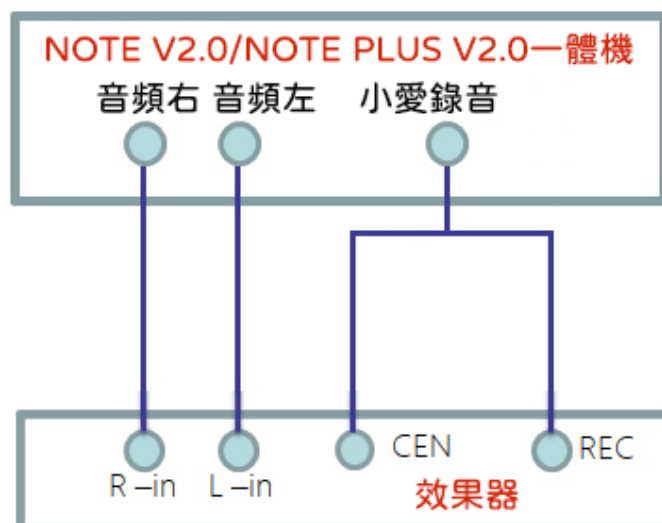 NOTE V2.0/NOTE PLUS V2.0一體機
音頻右 音頻左 小愛錄音
CEN REC
R –in L –in
效果器